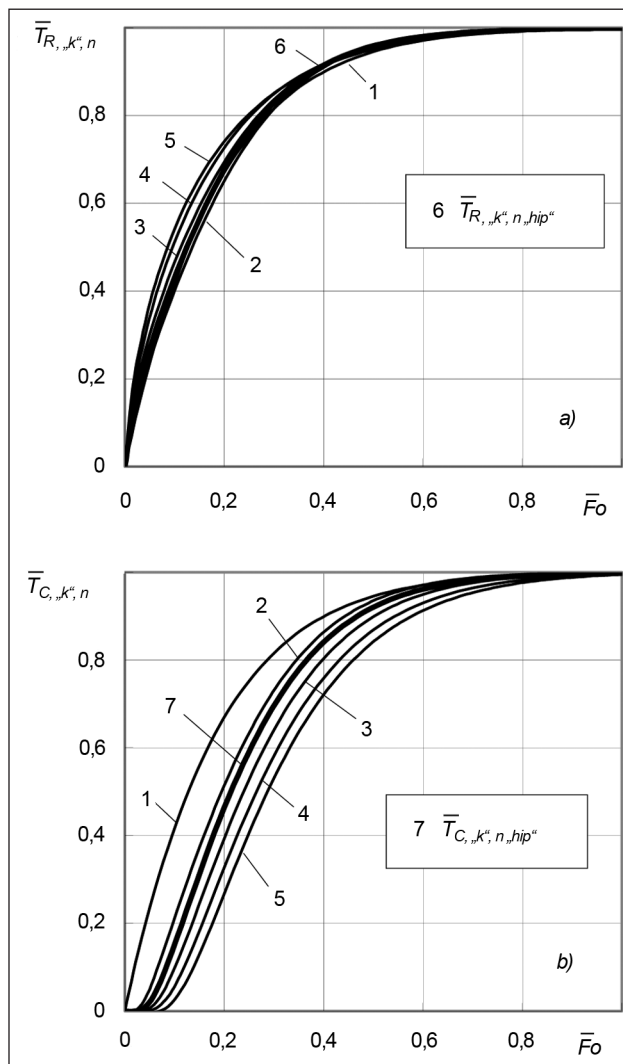 T̅R, „k“, n
0,8
0,6
0,4
0,2
0
6
1
5
4
3
2
6 T̅R, „k“, n „hip“
a)
0 0,2 0,4 0,6 0,8 F̅o
T̅C, „k“, n
0,8
0,6
0,4
0,2
0
2
7
3
1
4
5
7 T̅C, „k“, n „hip“
b)
0 0,2 0,4 0,6 0,8 F̅o